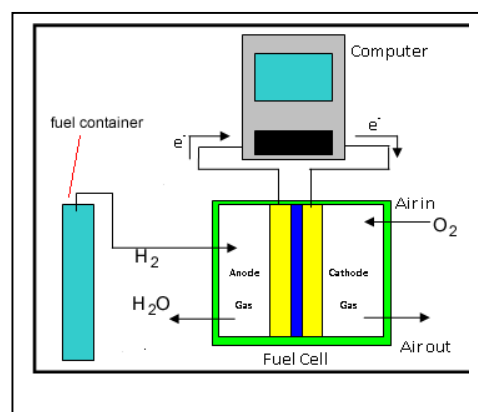 Computer
fuel container
e-
e-
Air in
O2
H2
Anode
Cathode
H2O
Gas
Gas
Air out
Fuel Cell